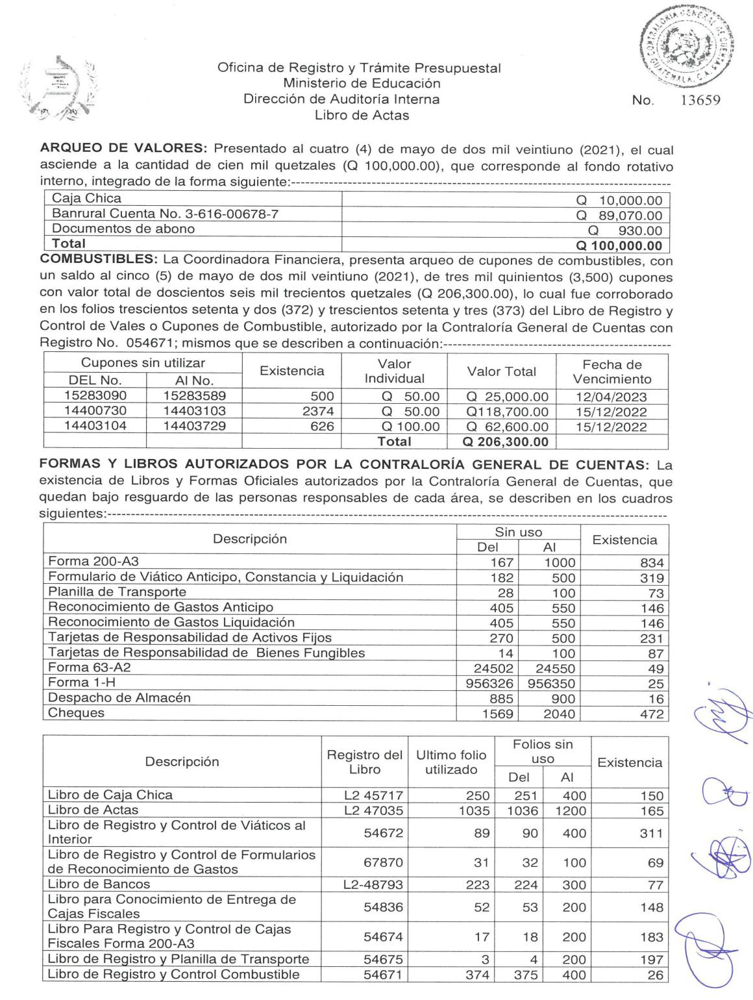 CONTRALORIA GENERAL DE CUENTAS
GUATEMALA, C.A.
Oficina de Registro y Trámite Presupuestal
Ministerio de Educación
Dirección de Auditoría Interna
Libro de Actas
No. 13659
ARQUEO DE VALORES: Presentado al cuatro (4) de mayo de dos mil veintiuno (2021), el cual
asciende a la cantidad de cien mil quetzales (Q 100,000.00), que corresponde al fondo rotativo
interno, integrado de la forma siguiente:--------------------------------------------------------------------------------
Caja Chica Q 10,000.00
Banrural Cuenta No. 3-616-00678-7 Q 89,070.00
Documentos de abono Q 930.00
Total Q 100,000.00
COMBUSTIBLES: La Coordinadora Financiera, presenta arqueo de cupones de combustibles, con
un saldo al cinco (5) de mayo de dos mil veintiuno (2021), de tres mil quinientos (3,500) cupones
con valor total de doscientos seis mil trecientos quetzales (Q 206,300.00), lo cual fue corroborado
en los folios trescientos setenta y dos (372) y trescientos setenta y tres (373) del Libro de Registro y
Control de Vales o Cupones de Combustible, autorizado por la Contraloría General de Cuentas con
Registro No. 054671; mismos que se describen a continuación:------------------------------------------------
Cupones sin utilizar Existencia Valor Individual Valor Total Fecha de Vencimiento
DEL No. Al No.
15283090 15283589 500 Q 50.00 Q 25,000.00 12/04/2023
14400730 14403103 2374 Q 50.00 Q118,700.00 15/12/2022
14403104 14403729 626 Q 100.00 Q 62,600.00 15/12/2022
Total Q 206,300.00
FORMAS Y LIBROS AUTORIZADOS POR LA CONTRALORÍA GENERAL DE CUENTAS: La
existencia de Libros y Formas Oficiales autorizados por la Contraloría General de Cuentas, que
quedan bajo resguardo de las personas responsables de cada área, se describen en los cuadros
siguientes:----------------------------------------------------------------------------------------------------------------------
Descripción Sin uso Existencia
Del Al
Forma 200-A3 167 1000 834
Formulario de Viático Anticipo, Constancia y Liquidación 182 500 319
Planilla de Transporte 28 100 73
Reconocimiento de Gastos Anticipo 405 550 146
Reconocimiento de Gastos Liquidación 405 550 146
Tarjetas de Responsabilidad de Activos Fijos 270 500 231
Tarjetas de Responsabilidad de Bienes Fungibles 14 100 87
Forma 63-A2 24502 24550 49
Forma 1-H 956326 956350 25
Despacho de Almacén 885 900 16
Cheques 1569 2040 472
Descripción Registro del Libro Ultimo folio utilizado Folios sin uso Existencia
Del Al
Libro de Caja Chica L2 45717 250 251 400 150
Libro de Actas L2 47035 1035 1036 1200 165
Libro de Registro y Control de Viáticos al
Interior 54672 89 90 400 311
Libro de Registro y Control de Formularios
de Reconocimiento de Gastos 67870 31 32 100 69
Libro de Bancos L2-48793 223 224 300 77
Libro para Conocimiento de Entrega de
Cajas Fiscales 54836 52 53 200 148
Libro Para Registro y Control de Cajas
Fiscales Forma 200-A3 54674 17 18 200 183
Libro de Registro y Planilla de Transporte 54675 3 4 200 197
Libro de Registro y Control Combustible 54671 374 375 400 26